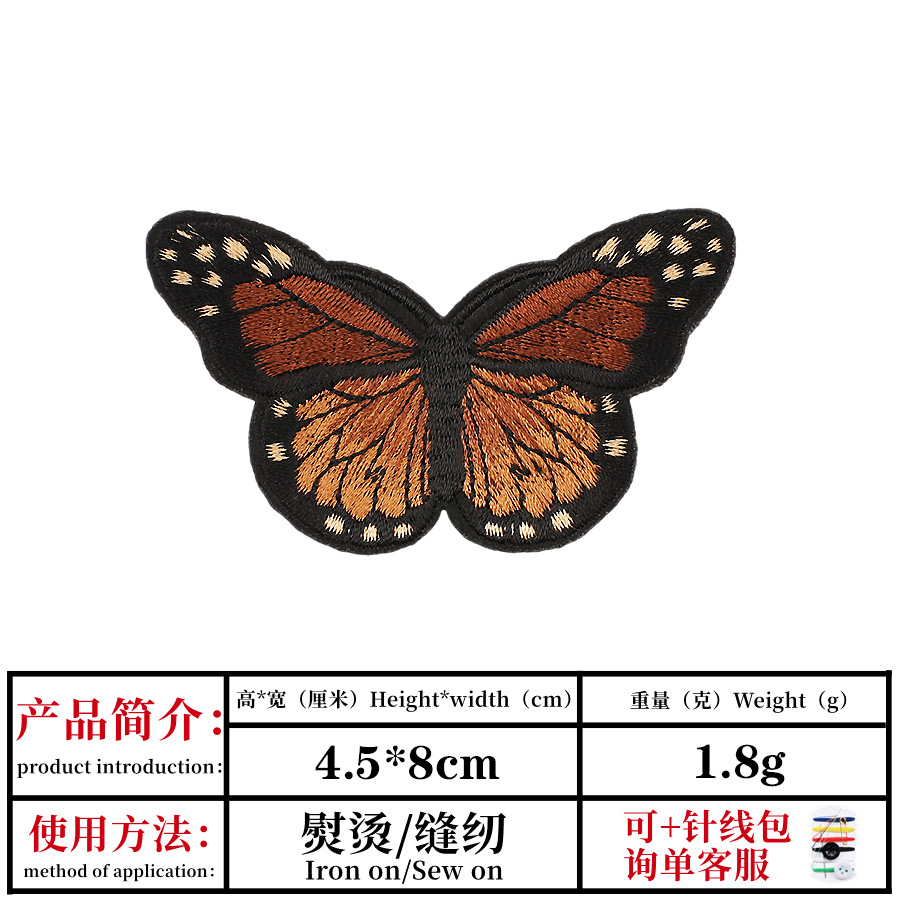 产品简介：
product introduction:
高*宽（厘米）Height*width（cm）
重量（克）Weight（g）
4.5*8cm
1.8g
使用方法：
method of application:
熨烫/缝纫
Iron on/Sew on
可+针线包
询单客服